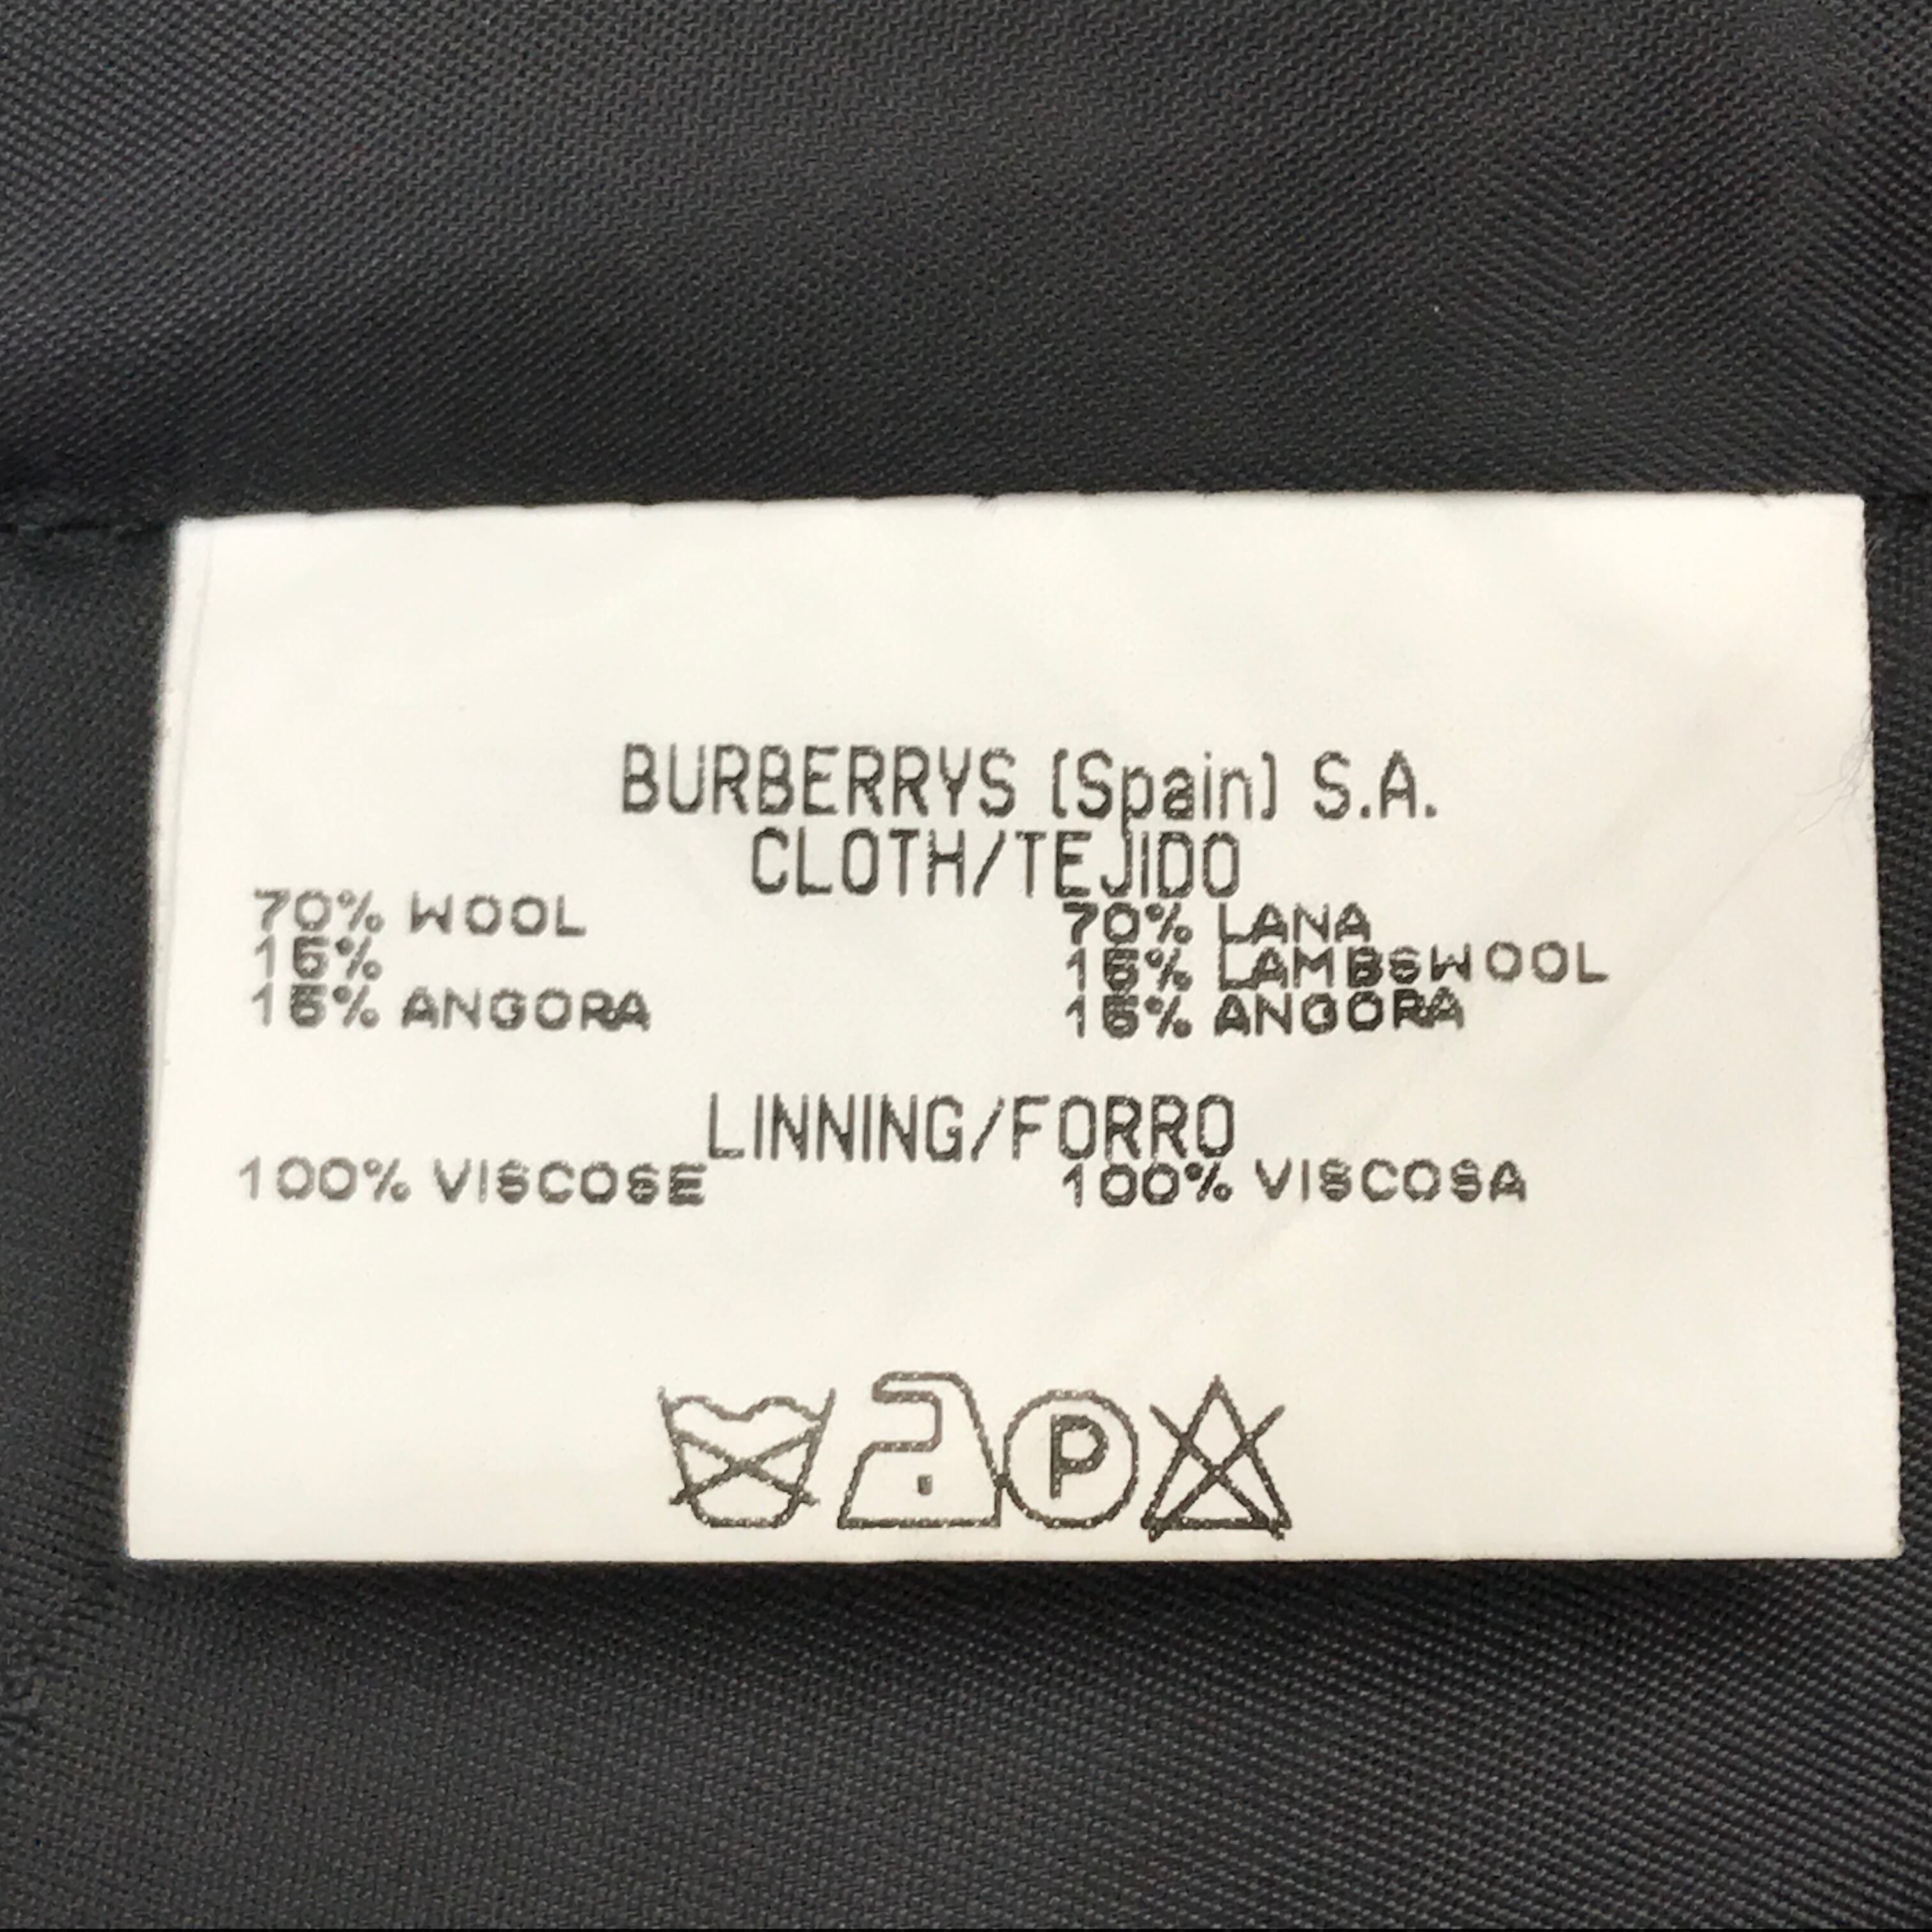 BURBERRYS (Spain) S.A.
CLOTH/TEJIDO
70% WOOL 70% LANA
15% 15% LAMBSWOOL
15% ANGORA 15% ANGORA
LINNING/FORRO
100% VISCOSE 100% VISCOSA
P